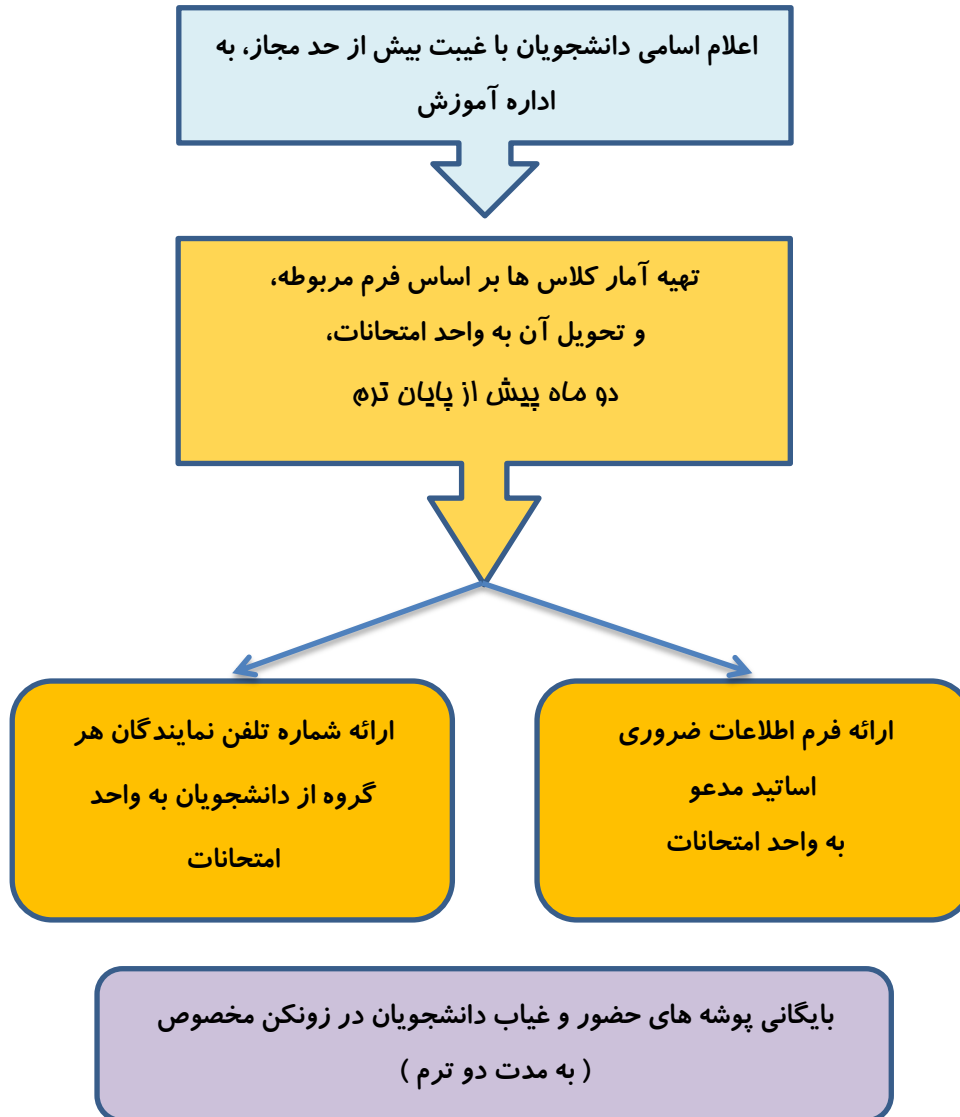 اعلام اسامی دانشجویان با غیبت بیش از حد مجاز، به
اداره آموزش
تهیه آمار کلاس ها بر اساس فرم مربوطه،
و تحویل آن به واحد امتحانات،
دو ماه پیش از پایان ترم
ارائه فرم اطلاعات ضروری
اساتید مدعو
به واحد امتحانات
ارائه شماره تلفن نمایندگان هر
گروه از دانشجویان به واحد
امتحانات
بایگانی پوشه های حضور و غیاب دانشجویان در زونکن مخصوص
( به مدت دو ترم )